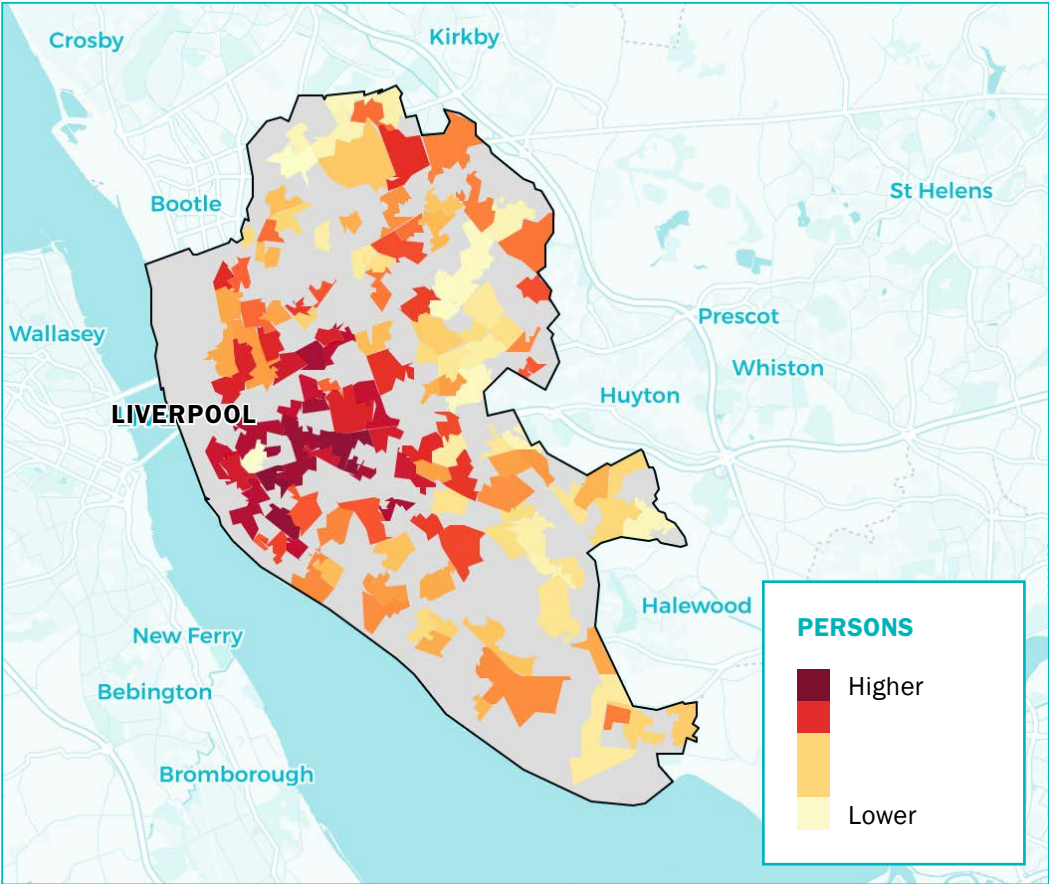 Crosby
Kirkby
Bootle
St Helens
Wallasey
Prescot
Whiston
Huyton
LIVERPOOL
Halewood
New Ferry
Bebington
Bromborough
PERSONS
Higher
Lower